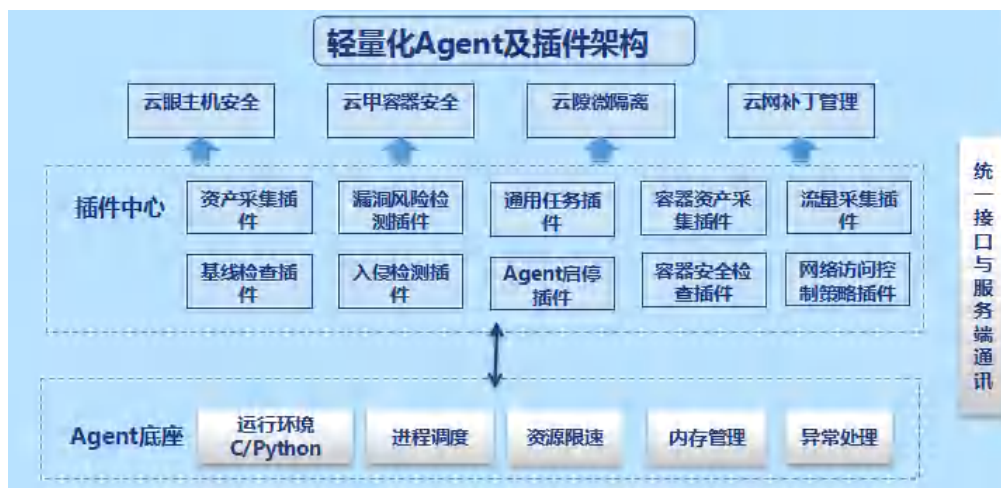 轻量化Agent及插件架构
云眼主机安全
云甲容器安全
云隙微隔离
云网补丁管理
插件中心
资产采集插
件
漏洞风险检
测插件
通用任务插
件
容器资产采
集插件
流量采集插
件
基线检查插
件
入侵检测插
件
Agent启停
插件
容器安全检
查插件
网络访问控
制策略插件
Agent底座
运行环境
C/Python
进程调度
资源限速
内存管理
异常处理
统一接口与服务端通讯